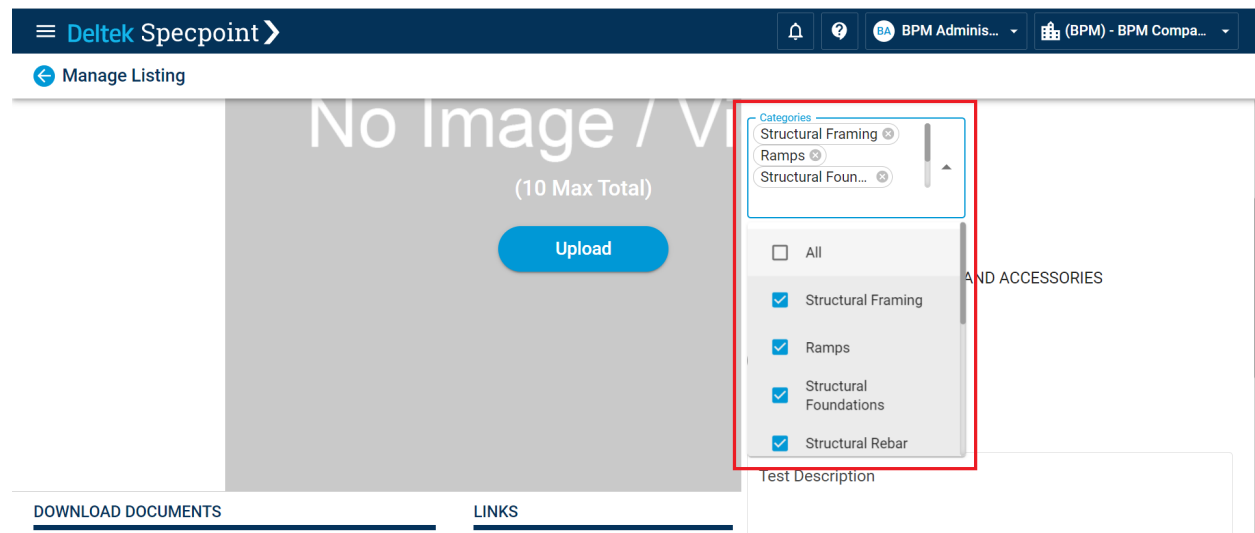 Deltek Specpoint
BA BPM Adminis...
(BPM) - BPM Compa...
Manage Listing
No Image / Vi
(10 Max Total)
Upload
Categories
Structural Framing
Ramps
Structural Foun...
All
Structural Framing
Ramps
Structural
Foundations
Structural Rebar
AND ACCESSORIES
Test Description
DOWNLOAD DOCUMENTS
LINKS